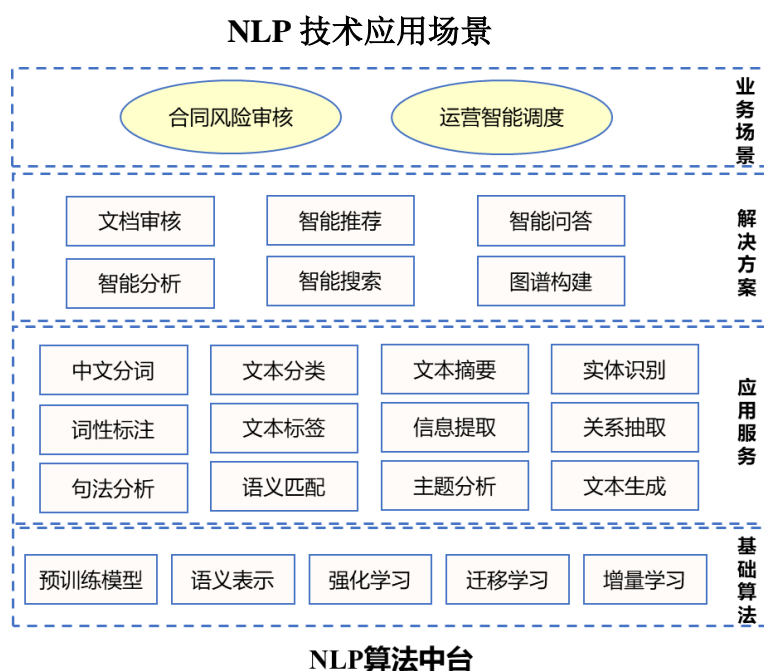 NLP 技术应用场景
合同风险审核 运营智能调度
业务场景
文档审核 智能推荐 智能问答
智能分析 智能搜索 图谱构建
解决方案
中文分词 文本分类 文本摘要 实体识别
词性标注 文本标签 信息提取 关系抽取
句法分析 语义匹配 主题分析 文本生成
应用服务
预训练模型 语义表示 强化学习 迁移学习 增量学习
基础算法
NLP算法中台